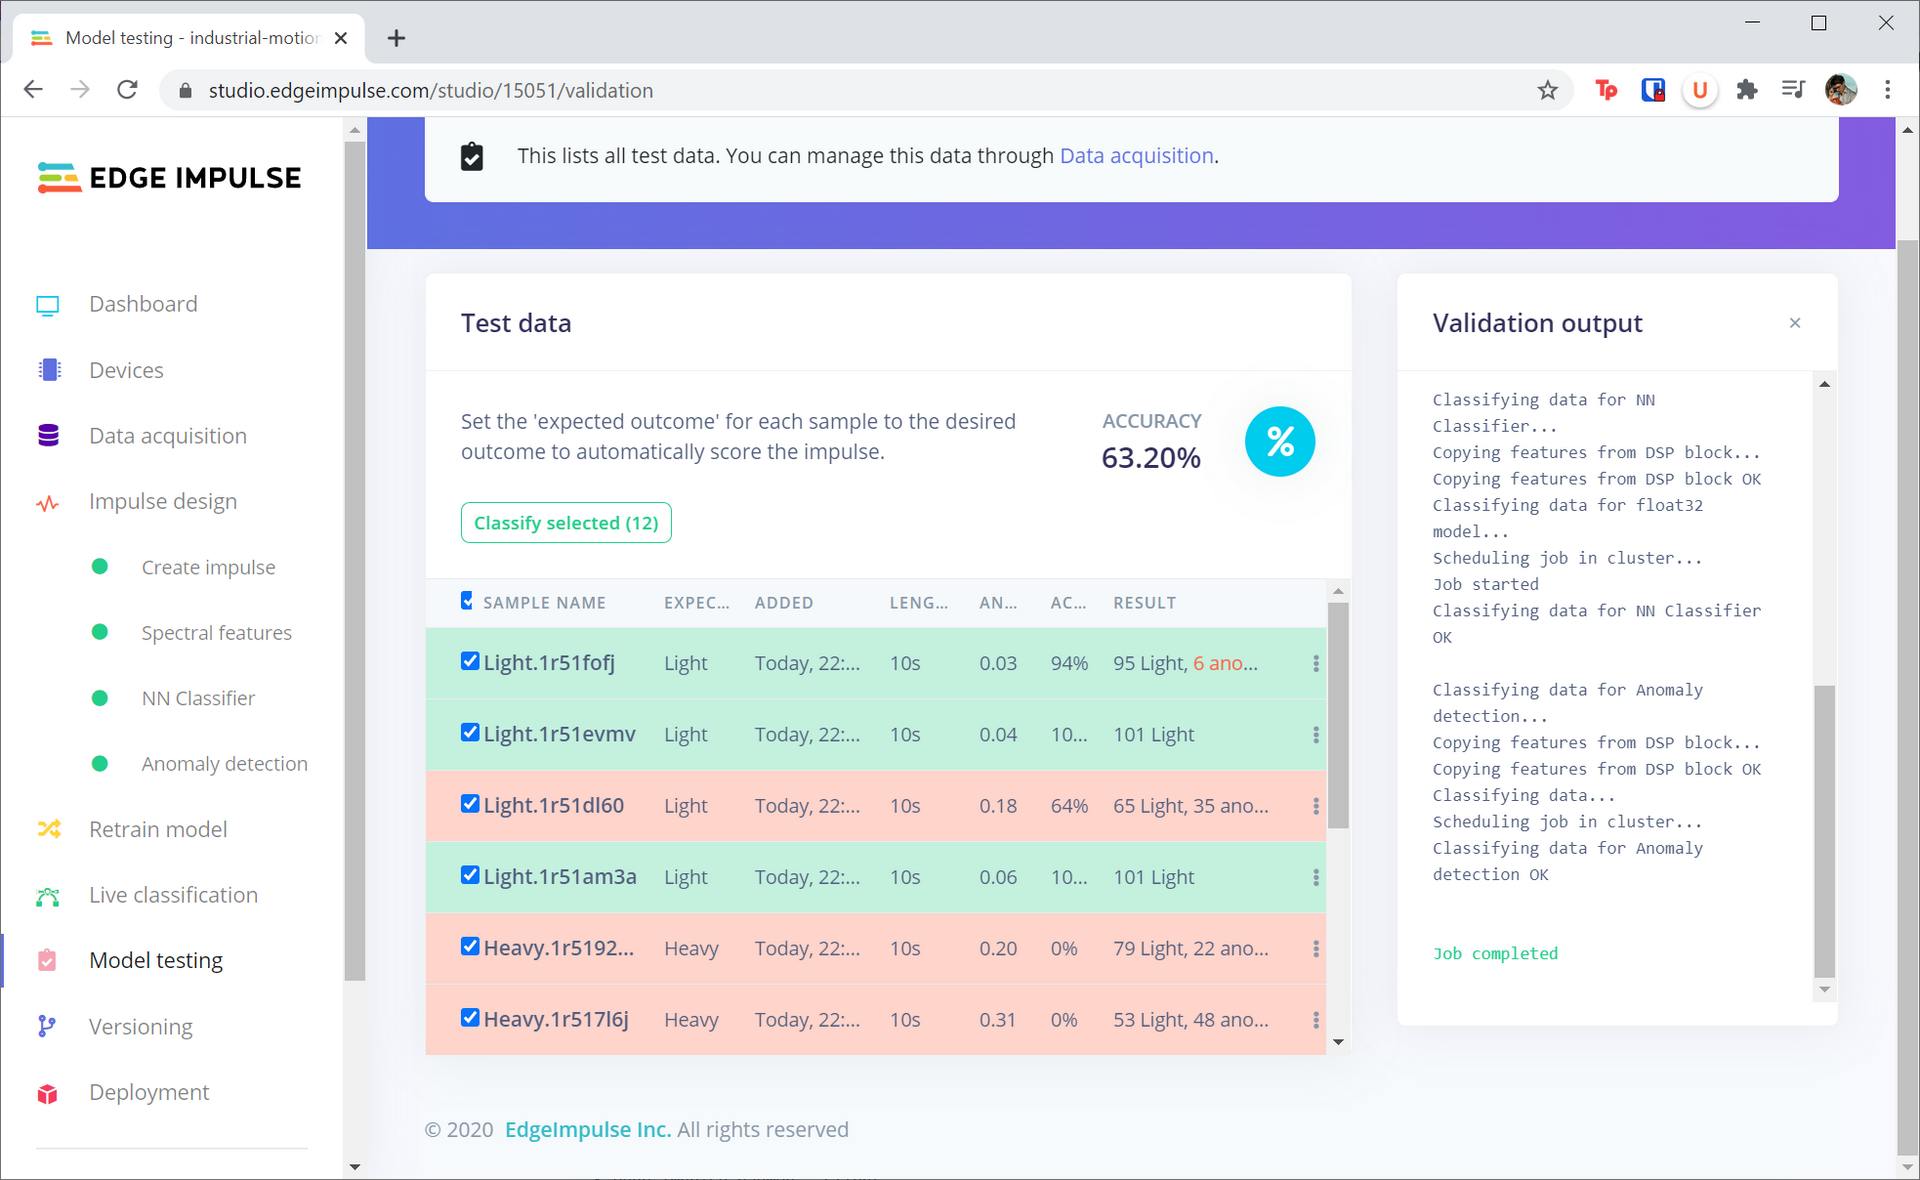 Model testing - industrial-motion
studio.edgeimpulse.com/studio/15051/validation
Tp
U
EDGE IMPULSE
Dashboard
Devices
Data acquisition
Impulse design
Create impulse
Spectral features
NN Classifier
Anomaly detection
Retrain model
Live classification
Model testing
Versioning
Deployment
This lists all test data. You can manage this data through Data acquisition.
Test data
Set the 'expected outcome' for each sample to the desired
outcome to automatically score the impulse.
ACCURACY
63.20%
%
Classify selected (12)
SAMPLE NAME EXPEC... ADDED LENG... AN... AC... RESULT
Light.1r51fofj Light Today, 22:... 10s 0.03 94% 95 Light, 6 ano...
Light.1r51evmv Light Today, 22:... 10s 0.04 10... 101 Light
Light.1r51dl60 Light Today, 22:... 10s 0.18 64% 65 Light, 35 ano...
Light.1r51am3a Light Today, 22:... 10s 0.06 10... 101 Light
Heavy.1r5192... Heavy Today, 22:... 10s 0.20 0% 79 Light, 22 ano...
Heavy.1r517l6j Heavy Today, 22:... 10s 0.31 0% 53 Light, 48 ano...
Validation output
Classifying data for NN
Classifier...
Copying features from DSP block...
Copying features from DSP block OK
Classifying data for float32
model...
Scheduling job in cluster...
Job started
Classifying data for NN Classifier
OK
Classifying data for Anomaly
detection...
Copying features from DSP block...
Copying features from DSP block OK
Classifying data...
Scheduling job in cluster...
Classifying data for Anomaly
detection OK
Job completed
© 2020 EdgeImpulse Inc. All rights reserved